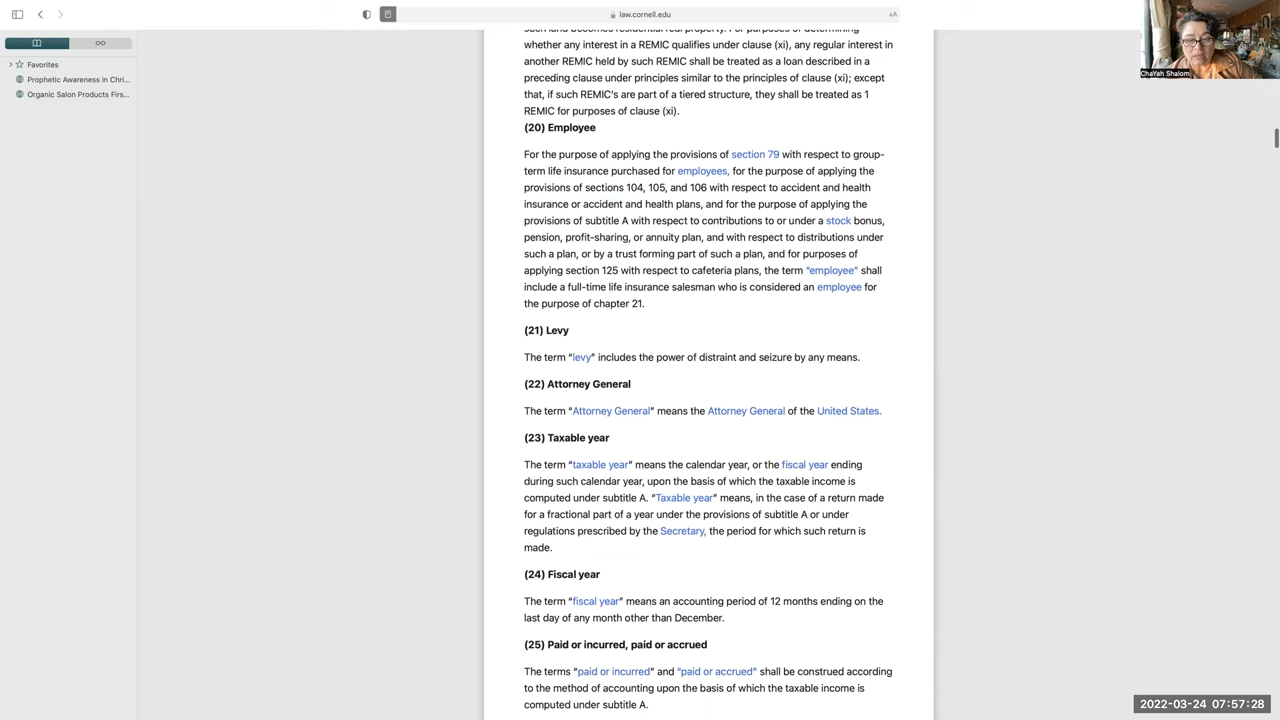 law.cornell.edu
AA
Favorites
Prophetic Awareness in Chri...
Organic Salon Products Firs...
such land becomes residential real property. For purposes of determining
whether any interest in a REMIC qualifies under clause (xi), any regular interest in
another REMIC held by such REMIC shall be treated as a loan described in a
preceding clause under principles similar to the principles of clause (xi); except
that, if such REMIC's are part of a tiered structure, they shall be treated as 1
REMIC for purposes of clause (xi).
(20) Employee
For the purpose of applying the provisions of section 79 with respect to group-
term life insurance purchased for employees, for the purpose of applying the
provisions of sections 104, 105, and 106 with respect to accident and health
insurance or accident and health plans, and for the purpose of applying the
provisions of subtitle A with respect to contributions to or under a stock bonus,
pension, profit-sharing, or annuity plan, and with respect to distributions under
such a plan, or by a trust forming part of such a plan, and for purposes of
applying section 125 with respect to cafeteria plans, the term “employee” shall
include a full-time life insurance salesman who is considered an employee for
the purpose of chapter 21.
(21) Levy
The term “levy” includes the power of distraint and seizure by any means.
(22) Attorney General
The term “Attorney General” means the Attorney General of the United States.
(23) Taxable year
The term “taxable year” means the calendar year, or the fiscal year ending
during such calendar year, upon the basis of which the taxable income is
computed under subtitle A. “Taxable year” means, in the case of a return made
for a fractional part of a year under the provisions of subtitle A or under
regulations prescribed by the Secretary, the period for which such return is
made.
(24) Fiscal year
The term “fiscal year” means an accounting period of 12 months ending on the
last day of any month other than December.
(25) Paid or incurred, paid or accrued
The terms “paid or incurred” and “paid or accrued” shall be construed according
to the method of accounting upon the basis of which the taxable income is
computed under subtitle A.
ChaYah Shalom
2022-03-24 07:57:28